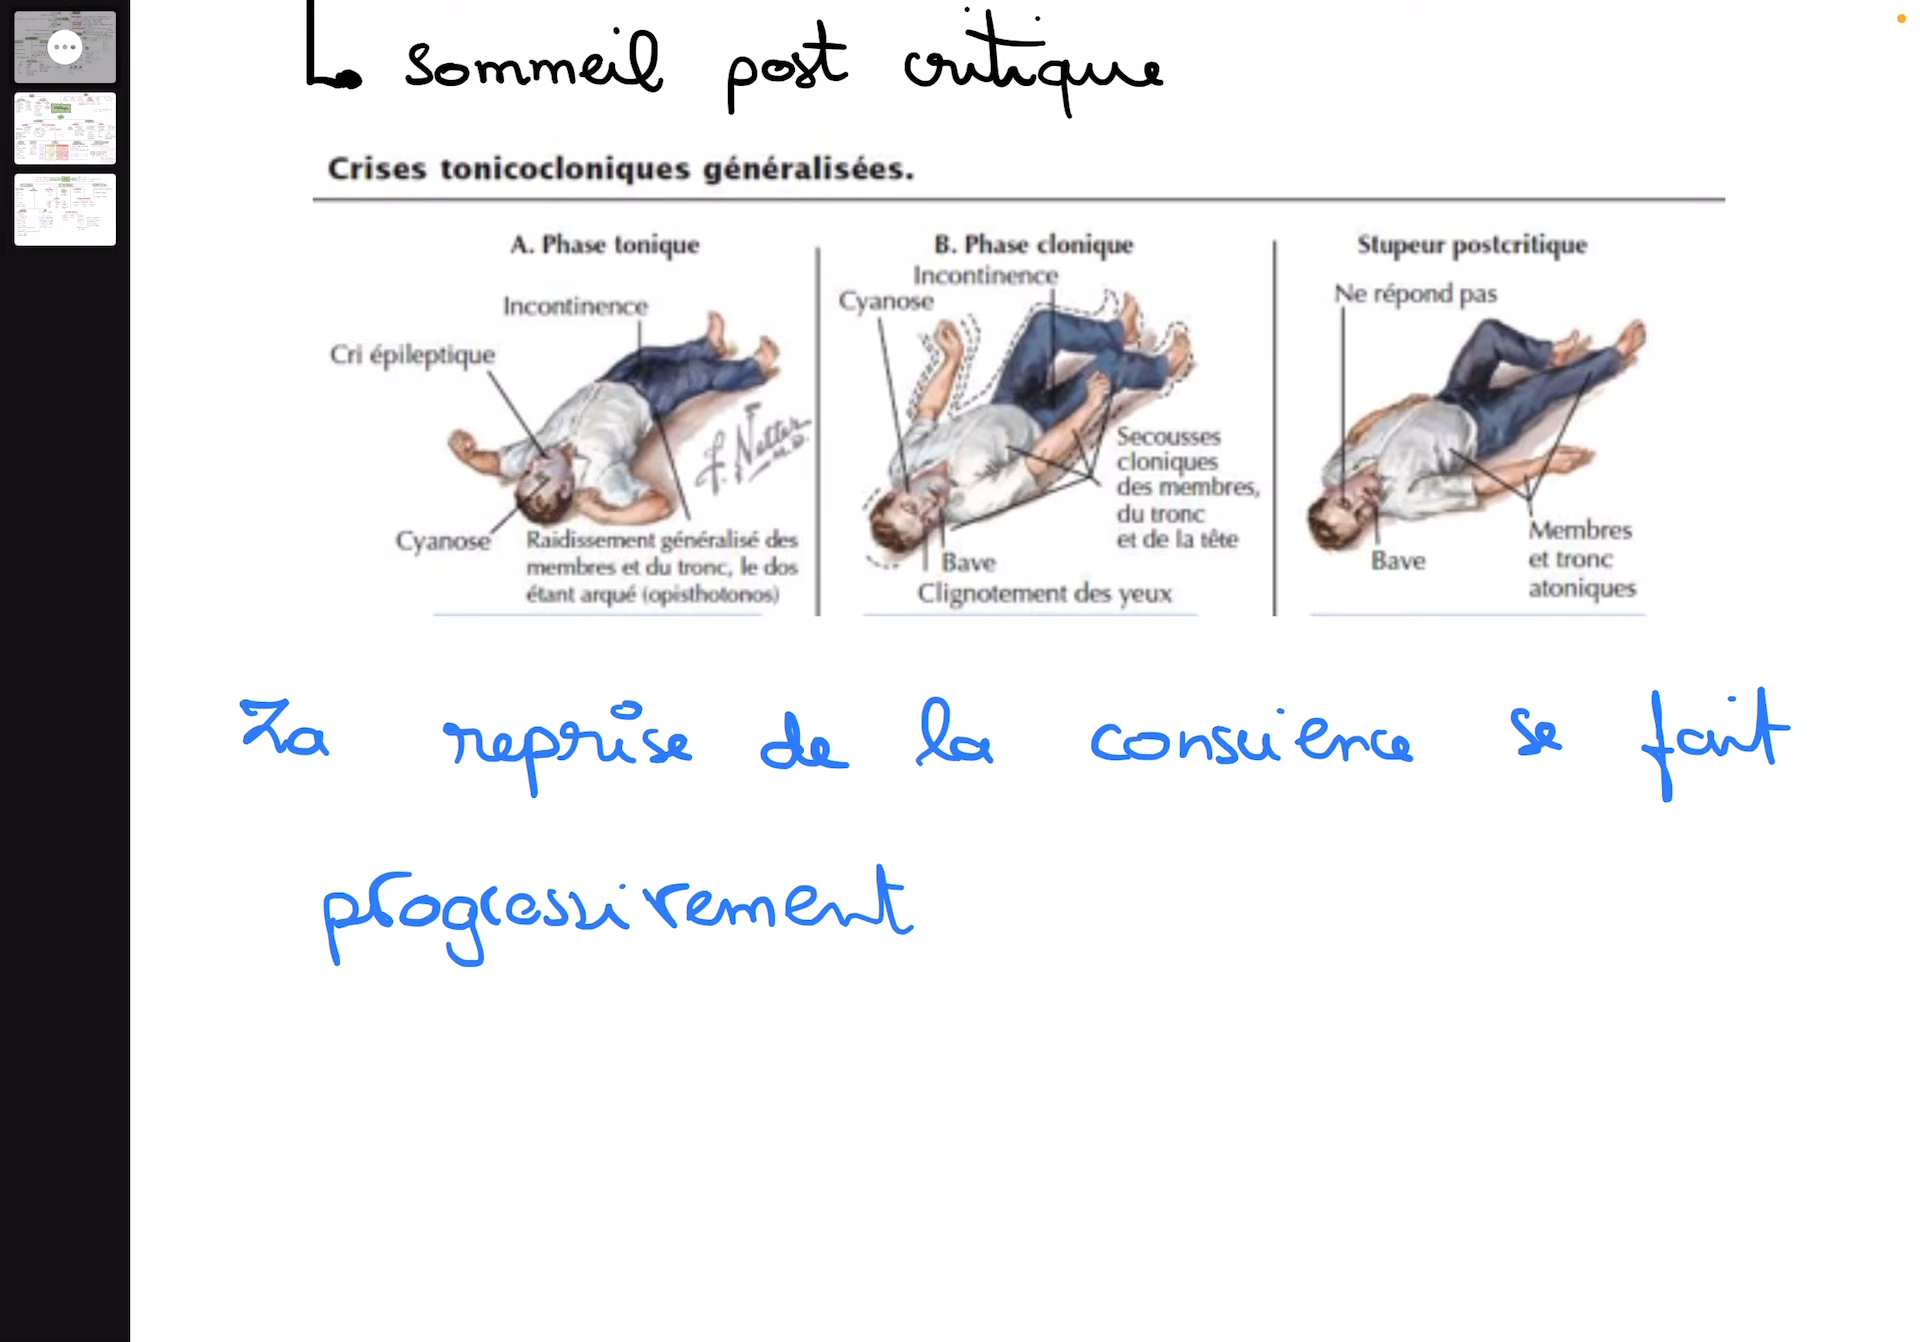 sommeil post critique
Crises tonicocloniques généralisées.
A. Phase tonique
Incontinence
Cri épileptique
Cyanose
Raidissement généralisé des
membres et du tronc, le dos
étant arqué (opisthotonos)
F. Netter
M.D.
B. Phase clonique
Incontinence
Cyanose
Secousses
cloniques
des membres,
du tronc
et de la tête
Bave
Clignotement des yeux
Stupeur postcritique
Ne répond pas
Membres
et tronc
atoniques
Bave
La reprise de la conscience se fait
progressivement